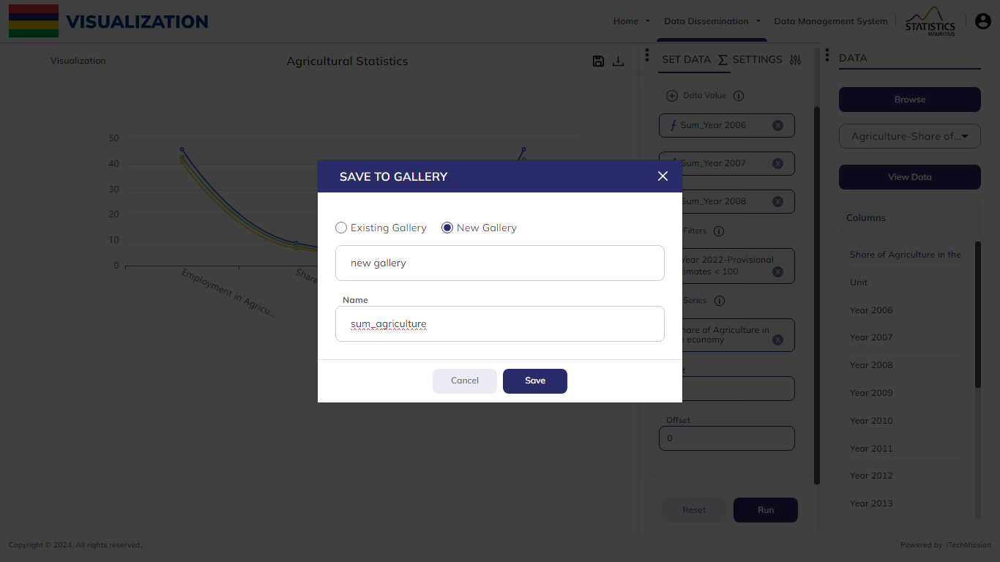 VISUALIZATION
Home
Data Dissemination
Data Management System
STATISTICS
MAURITIUS
Visualization
Agricultural Statistics
50
40
30
20
10
0
Employment in Agricu...
Share
SET DATA
SETTINGS
Data Value
Sum_Year 2006
Sum_Year 2007
Sum_Year 2008
Filters
Year 2022-Provisional
timates < 100
Series
hare of Agriculture in
economy
Offset
0
Reset
Run
SAVE TO GALLERY
Existing Gallery
New Gallery
new gallery
Name
sum_agriculture
Cancel
Save
DATA
Browse
Agriculture-Share of...
View Data
Columns
Share of Agriculture in the
Unit
Year 2006
Year 2007
Year 2008
Year 2009
Year 2010
Year 2011
Year 2012
Year 2013
Copyright © 2024. All rights reserved.
Powered by iTechMission